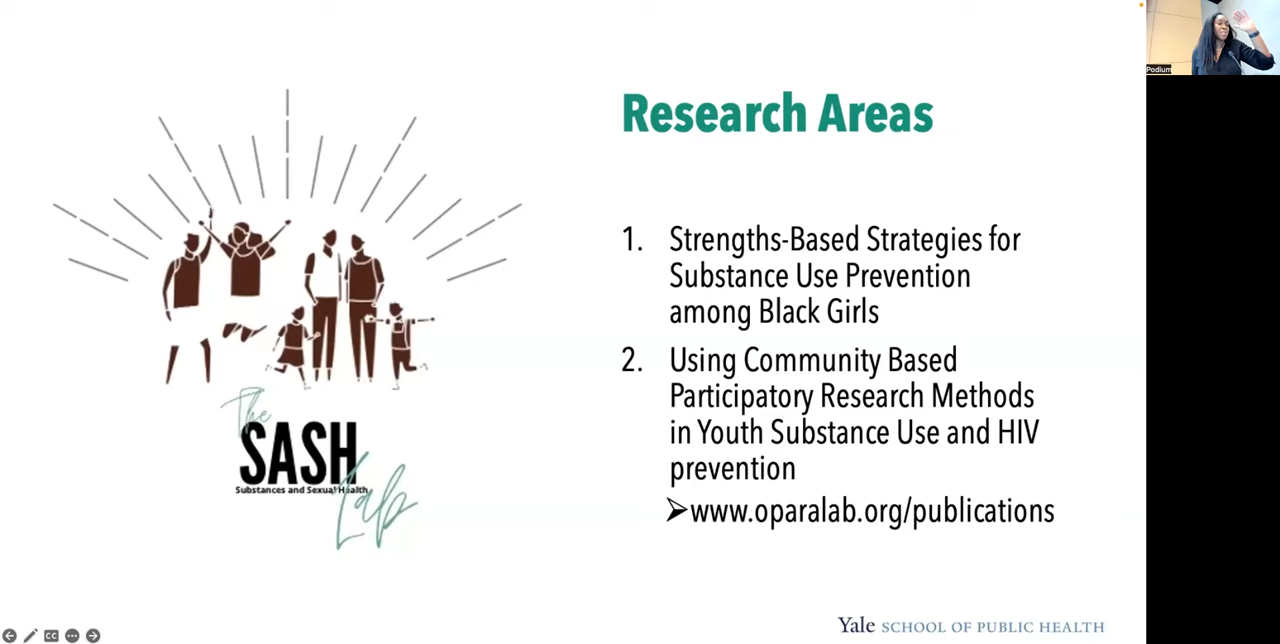 Podium
Research Areas
1. Strengths-Based Strategies for
Substance Use Prevention
among Black Girls
2. Using Community Based
Participatory Research Methods
in Youth Substance Use and HIV
prevention
➢www.oparalab.org/publications
The
SASH
Substances and Sexual Health
Lab
Yale SCHOOL OF PUBLIC HEALTH
CC